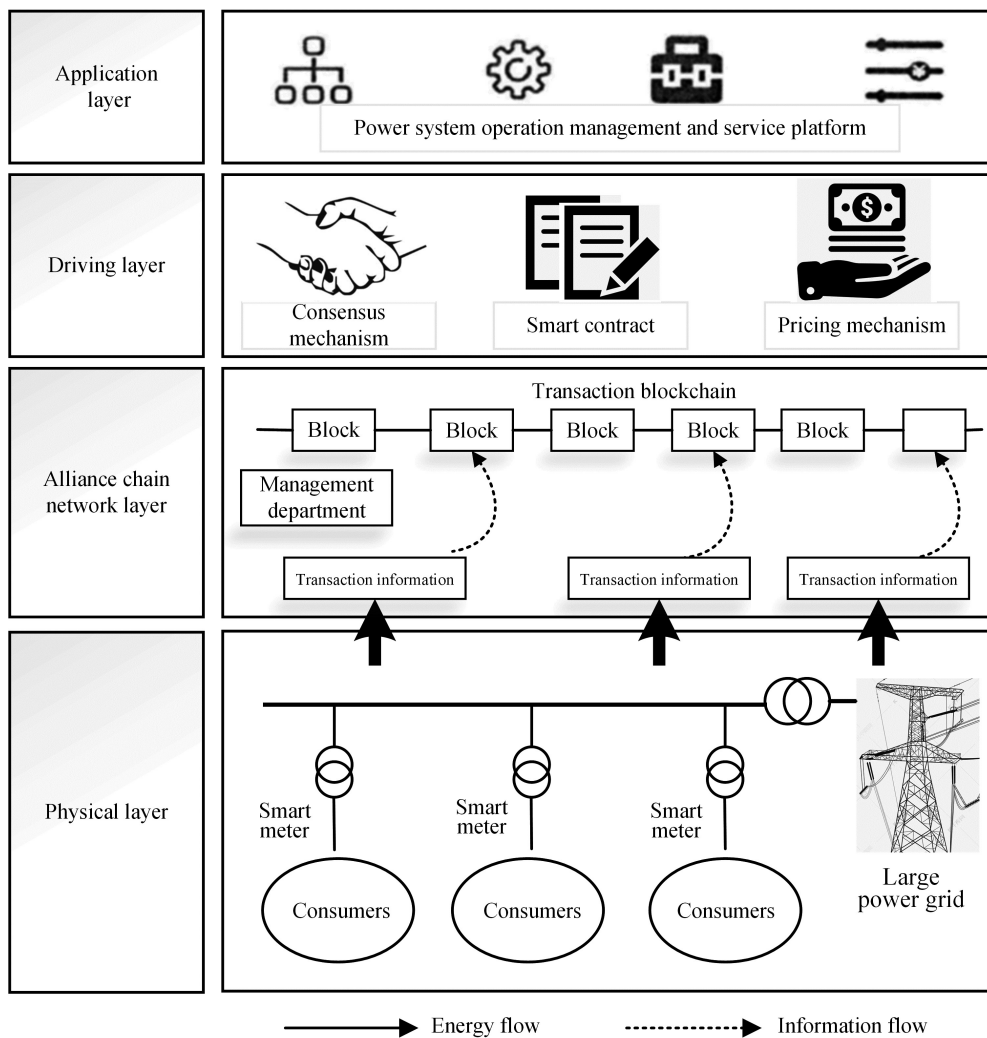 Application
layer
Power system operation management and service platform
Driving layer
Consensus
mechanism
Smart contract
Pricing mechanism
Alliance chain
network layer
Transaction blockchain
Block
Block
Block
Block
Block
Management
department
Transaction information
Transaction information
Transaction information
Physical layer
Smart
meter
Smart
meter
Smart
meter
Consumers
Consumers
Consumers
Large
power grid
Energy flow
Information flow